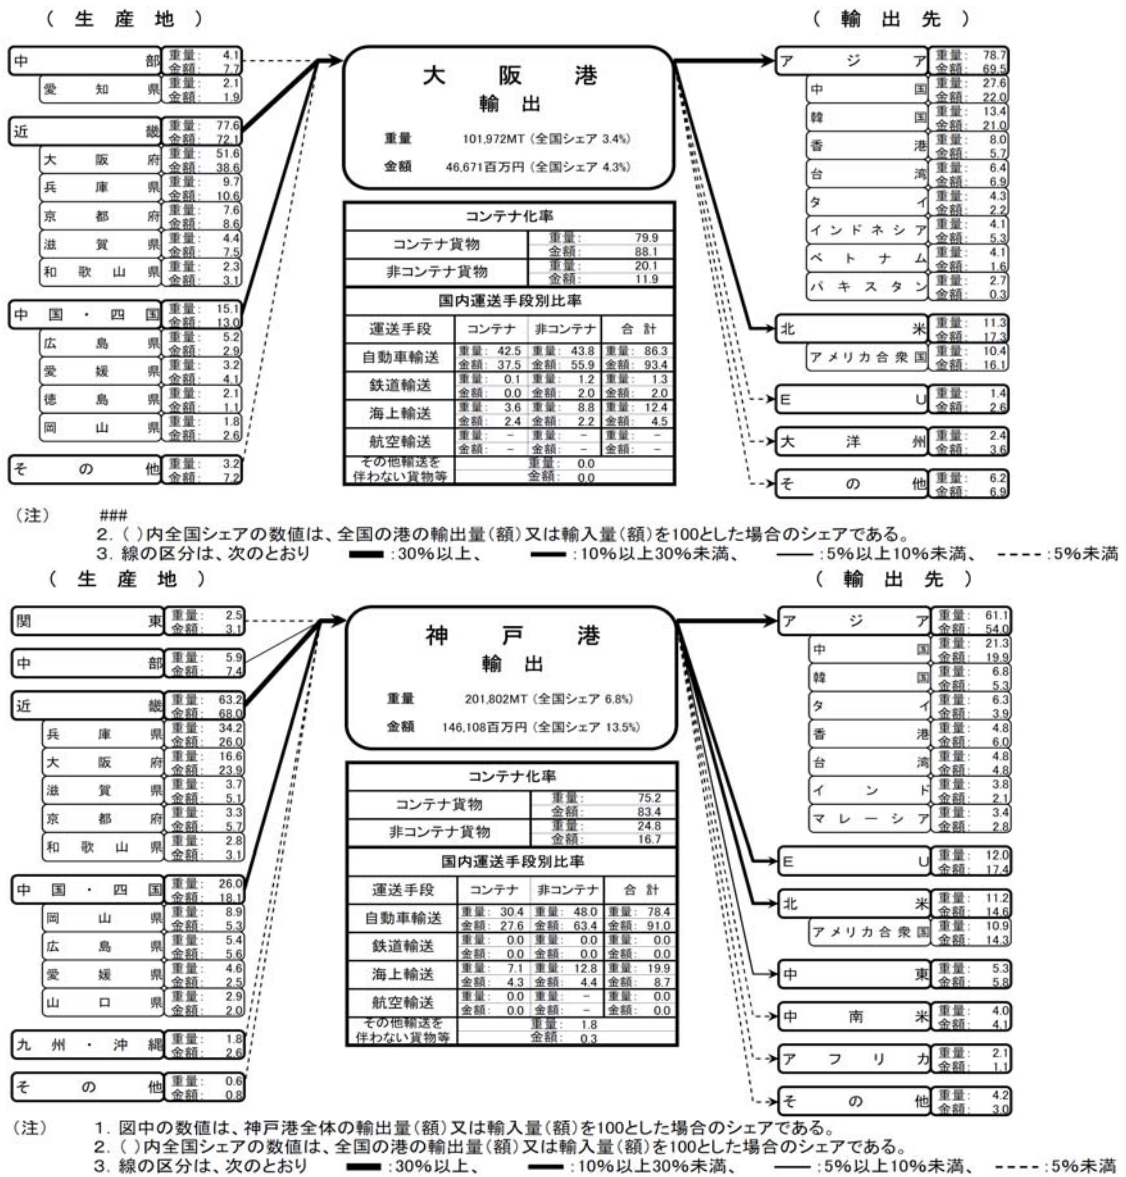 （ 生 産 地 ）
中 部 重量： 4.1 金額： 7.7
愛 知 県 重量： 2.1 金額： 1.9
近 畿 重量： 77.6 金額： 72.1
大 阪 府 重量： 51.6 金額： 38.6
兵 庫 県 重量： 9.7 金額： 10.6
京 都 府 重量： 7.6 金額： 8.6
滋 賀 県 重量： 4.4 金額： 7.5
和 歌 山 県 重量： 2.3 金額： 3.1
中 国 ・ 四 国 重量： 15.1 金額： 13.0
広 島 県 重量： 5.2 金額： 2.9
愛 媛 県 重量： 3.2 金額： 4.1
徳 島 県 重量： 2.1 金額： 1.1
岡 山 県 重量： 1.8 金額： 2.6
そ の 他 重量： 3.2 金額： 7.2
大 阪 港
輸 出
重量 101,972MT （全国シェア 3.4%）
金額 46,671百万円 （全国シェア 4.3%）
コンテナ化率
コンテナ貨物 重量： 79.9 金額： 88.1
非コンテナ貨物 重量： 20.1 金額： 11.9
国内運送手段別比率
運送手段 コンテナ 非コンテナ 合 計
自動車輸送 重量： 42.5 重量： 43.8 重量： 86.3
金額： 37.5 金額： 55.9 金額： 93.4
鉄道輸送 重量： 0.1 重量： 1.2 重量： 1.3
金額： 0.0 金額： 2.0 金額： 2.0
海上輸送 重量： 3.6 重量： 8.8 重量： 12.4
金額： 2.4 金額： 2.2 金額： 4.5
航空輸送 重量： － 重量： － 重量： －
金額： － 金額： － 金額： －
その他輸送を 重量： 0.0
伴わない貨物等 金額： 0.0
（ 輸 出 先 ）
ア ジ ア 重量： 78.7 金額： 69.5
中 国 重量： 27.6 金額： 22.0
韓 国 重量： 13.4 金額： 21.0
香 港 重量： 8.0 金額： 5.7
台 湾 重量： 6.4 金額： 6.9
タ イ 重量： 4.3 金額： 2.2
インドネシア 重量： 4.1 金額： 5.3
ベ ト ナ ム 重量： 4.1 金額： 1.6
パ キ ス タ ン 重量： 2.7 金額： 0.3
北 米 重量： 11.3 金額： 17.3
アメリカ合衆国 重量： 10.4 金額： 16.1
Ｅ Ｕ 重量： 1.4 金額： 2.6
大 洋 州 重量： 2.4 金額： 3.6
そ の 他 重量： 6.2 金額： 6.9
（注） ###
2．（ ）内全国シェアの数値は、全国の港の輸出量（額）又は輸入量（額）を100とした場合のシェアである。
3．線の区分は、次のとおり ：30%以上、 ：10%以上30%未満、 ：5%以上10%未満、 ：5%未満
（ 生 産 地 ）
関 東 重量： 2.5 金額： 3.1
中 部 重量： 5.9 金額： 7.4
近 畿 重量： 63.2 金額： 68.0
兵 庫 県 重量： 34.2 金額： 26.0
大 阪 府 重量： 16.6 金額： 23.9
滋 賀 県 重量： 3.7 金額： 5.1
京 都 府 重量： 3.3 金額： 5.7
和 歌 山 県 重量： 2.8 金額： 3.1
中 国 ・ 四 国 重量： 26.0 金額： 18.1
岡 山 県 重量： 8.9 金額： 5.3
広 島 県 重量： 5.4 金額： 5.6
愛 媛 県 重量： 4.6 金額： 2.5
山 口 県 重量： 2.9 金額： 2.0
九 州 ・ 沖 縄 重量： 1.8 金額： 2.6
そ の 他 重量： 0.6 金額： 0.8
神 戸 港
輸 出
重量 201,802MT （全国シェア 6.8%）
金額 146,108百万円 （全国シェア 13.5%）
コンテナ化率
コンテナ貨物 重量： 75.2 金額： 83.4
非コンテナ貨物 重量： 24.8 金額： 16.7
国内運送手段別比率
運送手段 コンテナ 非コンテナ 合 計
自動車輸送 重量： 30.4 重量： 48.0 重量： 78.4
金額： 27.6 金額： 63.4 金額： 91.0
鉄道輸送 重量： 0.0 重量： 0.0 重量： 0.0
金額： 0.0 金額： 0.0 金額： 0.0
海上輸送 重量： 7.1 重量： 12.8 重量： 19.9
金額： 4.3 金額： 4.4 金額： 8.7
航空輸送 重量： 0.0 重量： － 重量： 0.0
金額： 0.0 金額： － 金額： 0.0
その他輸送を 重量： 1.8
伴わない貨物等 金額： 0.3
（ 輸 出 先 ）
ア ジ ア 重量： 61.1 金額： 54.0
中 国 重量： 21.3 金額： 19.9
韓 国 重量： 6.8 金額： 5.3
タ イ 重量： 6.3 金額： 3.9
香 港 重量： 4.8 金額： 6.0
台 湾 重量： 4.8 金額： 4.8
イ ン ド 重量： 3.8 金額： 2.1
マ レ ー シ ア 重量： 3.4 金額： 2.8
Ｅ Ｕ 重量： 12.0 金額： 17.4
北 米 重量： 11.2 金額： 14.6
アメリカ合衆国 重量： 10.9 金額： 14.3
中 東 重量： 5.3 金額： 5.8
中 南 米 重量： 4.0 金額： 4.1
ア フ リ カ 重量： 2.1 金額： 1.1
そ の 他 重量： 4.2 金額： 3.0
（注） 1．図中の数値は、神戸港全体の輸出量（額）又は輸入量（額）を100とした場合のシェアである。
2．（ ）内全国シェアの数値は、全国の港の輸出量（額）又は輸入量（額）を100とした場合のシェアである。
3．線の区分は、次のとおり ：30%以上、 ：10%以上30%未満、 ：5%以上10%未満、 ：5%未満